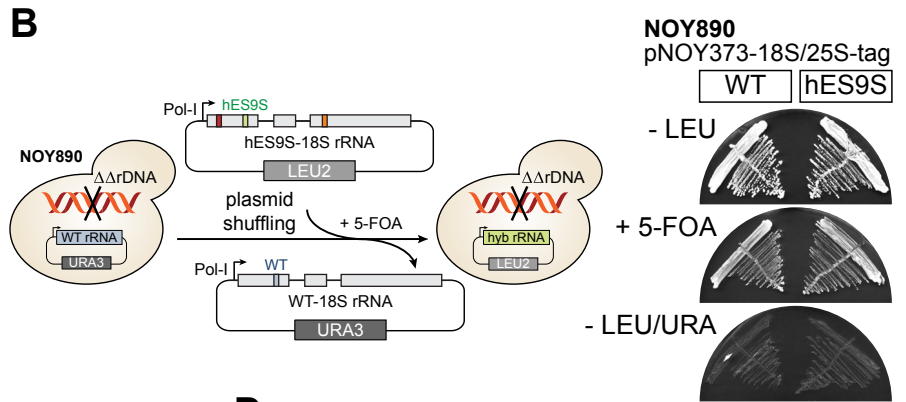 B
NOY890
ΔΔrDNA
WT rRNA
URA3
Pol-I
hES9S
hES9S-18S rRNA
LEU2
plasmid
shuffling
+ 5-FOA
Pol-I
WT
WT-18S rRNA
URA3
ΔΔrDNA
hyb rRNA
LEU2
NOY890
pNOY373-18S/25S-tag
WT
hES9S
- LEU
+ 5-FOA
- LEU/URA